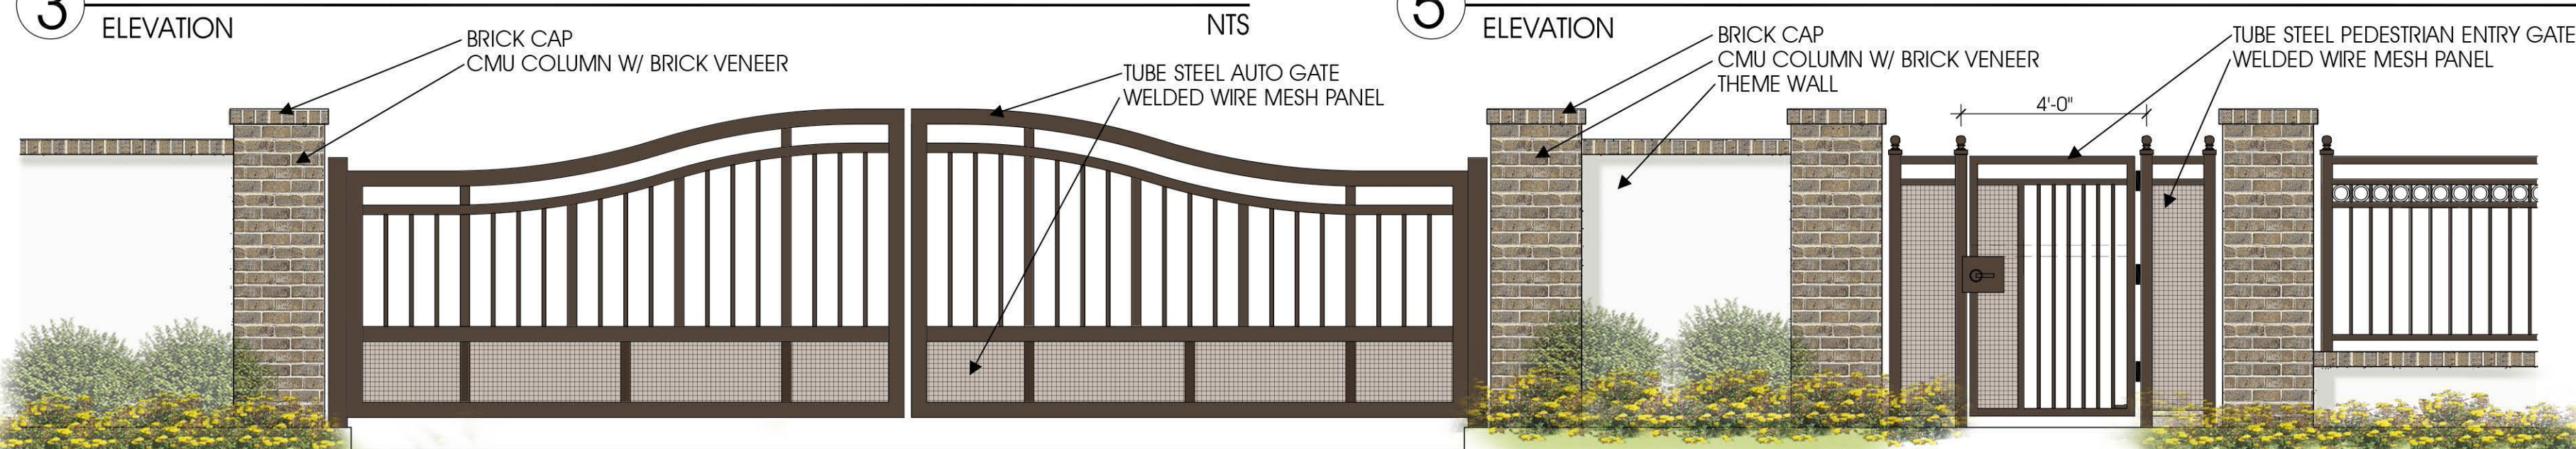 3
ELEVATION
NTS
5
ELEVATION
BRICK CAP
CMU COLUMN W/ BRICK VENEER
TUBE STEEL AUTO GATE
WELDED WIRE MESH PANEL
BRICK CAP
CMU COLUMN W/ BRICK VENEER
THEME WALL
4'-0"
TUBE STEEL PEDESTRIAN ENTRY GATE
WELDED WIRE MESH PANEL